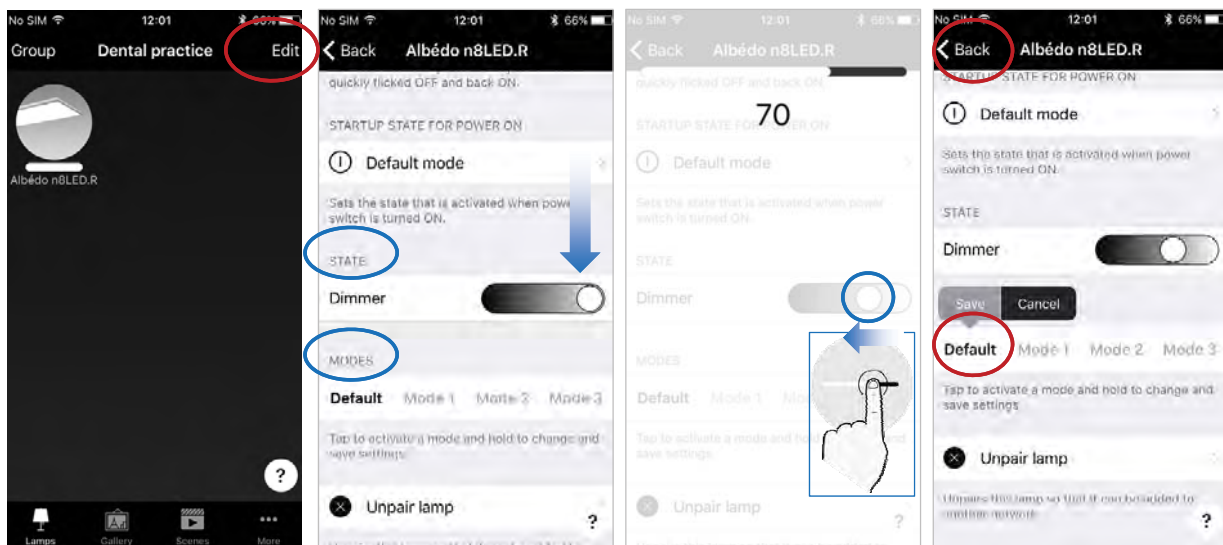 No SIM 12:01 66%
Group Dental practice Edit
Albédo n8LED.R
?
Lamps Gallery Scenes More
No SIM 12:01 66%
Back Albédo n8LED.R
quickly flicked OFF and back ON.
STARTUP STATE FOR POWER ON
Default mode
Sets the state that is activated when power
switch is turned ON.
STATE
Dimmer
MODES
Default Mode 1 Mode 2 Mode 3
Tap to activate a mode and hold to change and
save settings
Unpair lamp
?
No SIM 12:01 66%
Back Albédo n8LED.R
quickly flicked OFF and back ON.
70
STARTUP STATE FOR POWER ON
Default mode
Sets the state that is activated when power
switch is turned ON.
STATE
Dimmer
MODES
Default Mode 1
Tap to activate a mode and hold and
save settings
Unpair lamp
?
No SIM 12:01 66%
Back Albédo n8LED.R
STARTUP STATE FOR POWER ON
Default mode
Sets the state that is activated when power
switch is turned ON.
STATE
Dimmer
Save Cancel
Default Mode 1 Mode 2 Mode 3
Tap to activate a mode and hold to change and
save settings
Unpair lamp
Unpairs this lamp so that it can be added to
another network
?